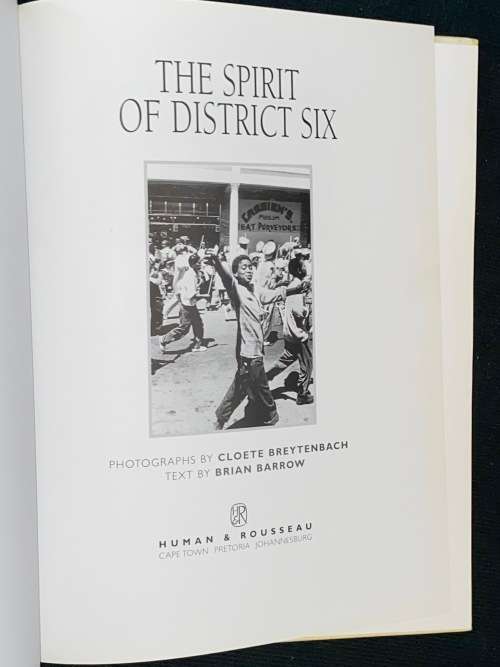 THE SPIRIT
OF DISTRICT SIX
CASSIEM'S
MUSLIM
EAT PURVEYORS
PHOTOGRAPHS BY CLOETE BREYTENBACH
TEXT BY BRIAN BARROW
H&R
HUMAN & ROUSSEAU
CAPE TOWN PRETORIA JOHANNESBURG